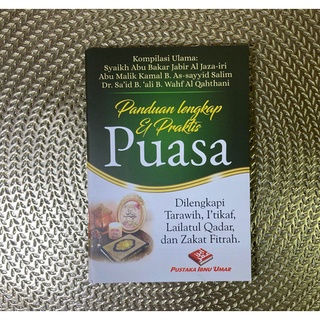 Kompilasi Ulama:
Syaikh Abu Bakar Jabir Al Jaza-iri
Abu Malik Kamal B. As-sayyid Salim
Dr. Sa'id B. 'ali B. Wahf Al Qahthani
Panduan lengkap
& Praktis
Puasa
Dilengkapi
Tarawih, I'tikaf,
Lailatul Qadar,
dan Zakat Fitrah.
PUSTAKA IBNU 'UMAR